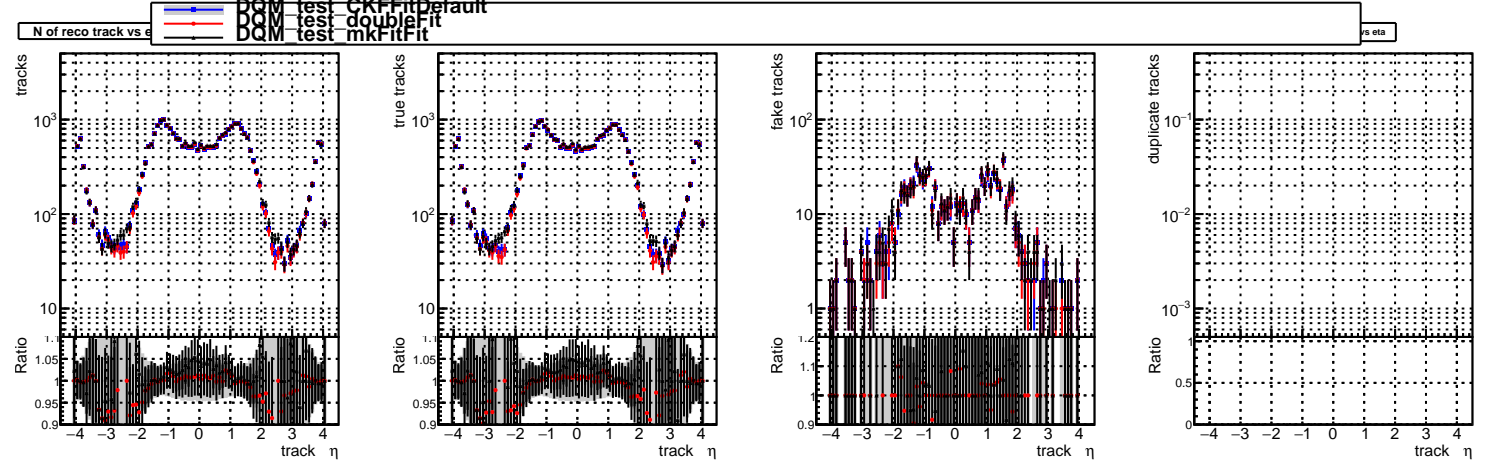 DQM_test_CKFFitDefault
DQM_test_doubleFit
DQM_test_mkFitFit
N of reco track vs e
vs eta
tracks
10³
10²
10
Ratio
1.1
1.05
1
0.95
0.9
−4 −3 −2 −1 0 1 2 3 4
track η
true tracks
10³
10²
10
Ratio
1.1
1.05
1
0.95
0.9
−4 −3 −2 −1 0 1 2 3 4
track η
fake tracks
10²
10
1
Ratio
1.2
1.1
1
0.9
−4 −3 −2 −1 0 1 2 3 4
track η
duplicate tracks
10⁻¹
10⁻²
10⁻³
Ratio
1
0.5
0
−4 −3 −2 −1 0 1 2 3 4
track η